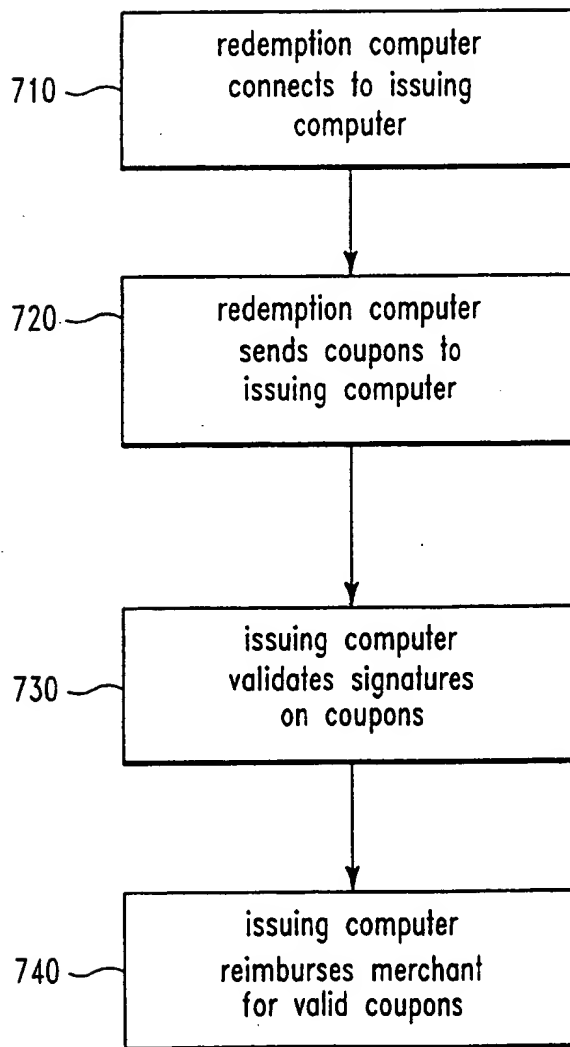 710
redemption computer
connects to issuing
computer
720
redemption computer
sends coupons to
issuing computer
730
issuing computer
validates signatures
on coupons
740
issuing computer
reimburses merchant
for valid coupons